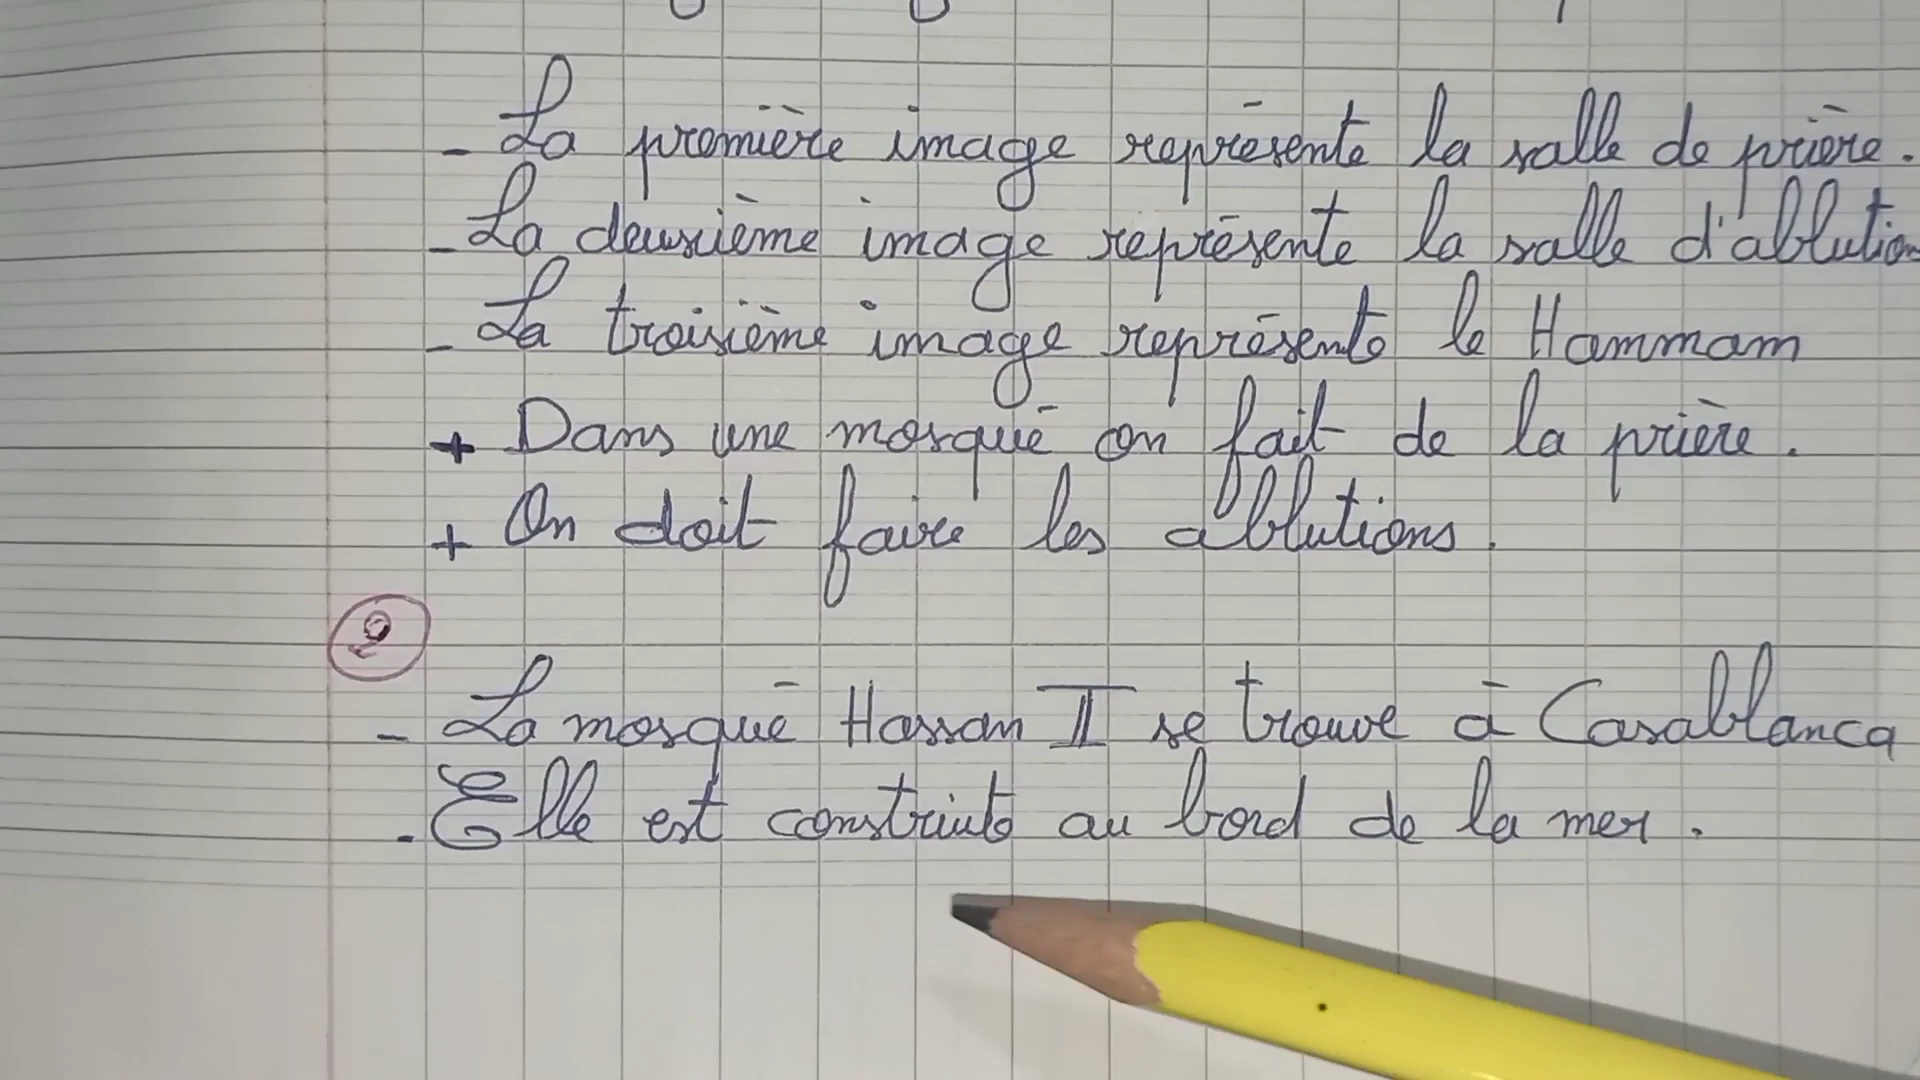 - La première image représente la salle de prière.
- La deuxième image représente la salle d'ablution
- La troisième image représente le Hammam
+ Dans une mosqué on fait de la prière.
+ On doit faire les ablutions.
2
- La mosqué Hassan II se trouve à Casablanca
. Elle est constriute au bord de la mer.